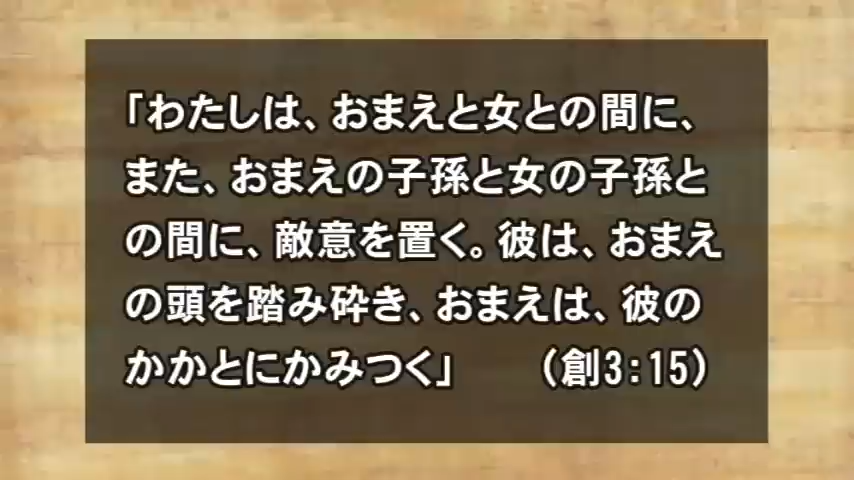 「わたしは、おまえと女との間に、
また、おまえの子孫と女の子孫と
の間に、敵意を置く。彼は、おまえ
の頭を踏み砕き、おまえは、彼の
かかとにかみつく」　（創3：15）